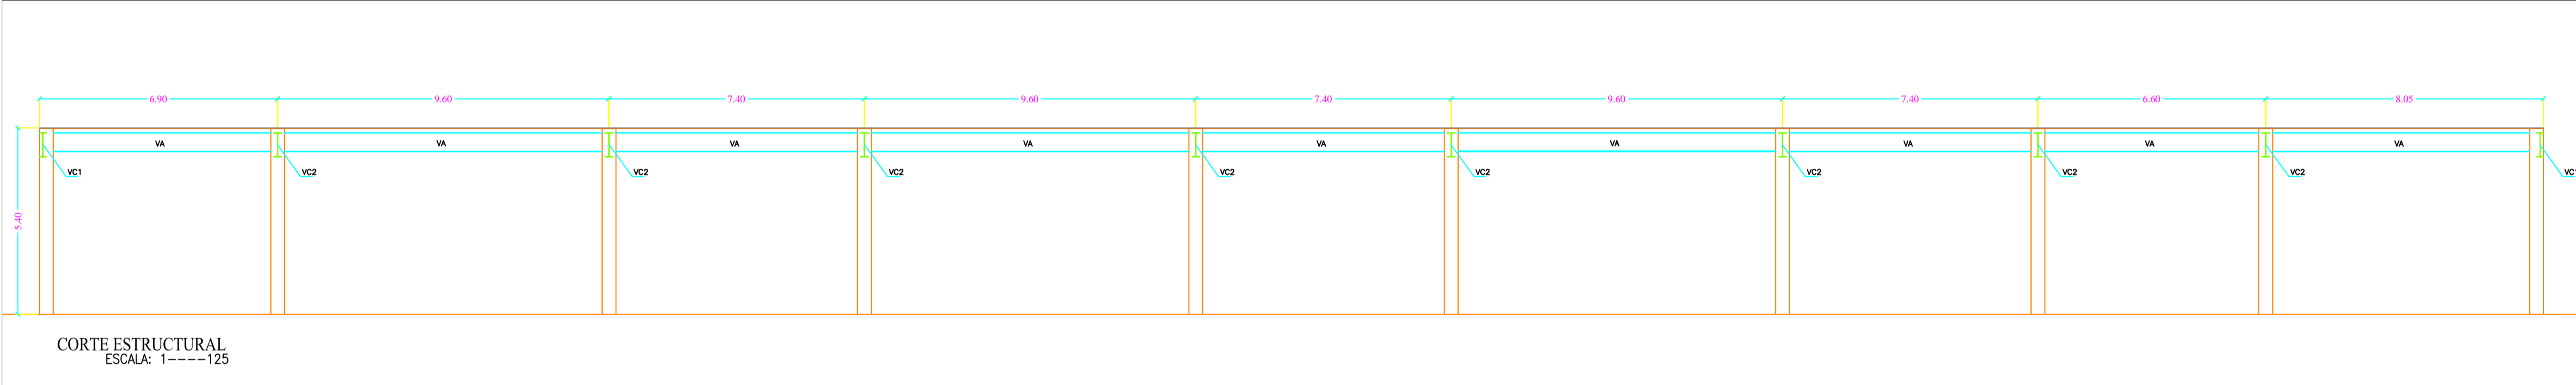 6.90 9.60 7.40 9.60 7.40 9.60 7.40 6.60 8.05
VA VA VA VA VA VA VA VA VA
VC1 VC2 VC2 VC2 VC2 VC2 VC2 VC2 VC2
5.40
CORTE ESTRUCTURAL
ESCALA: 1----125